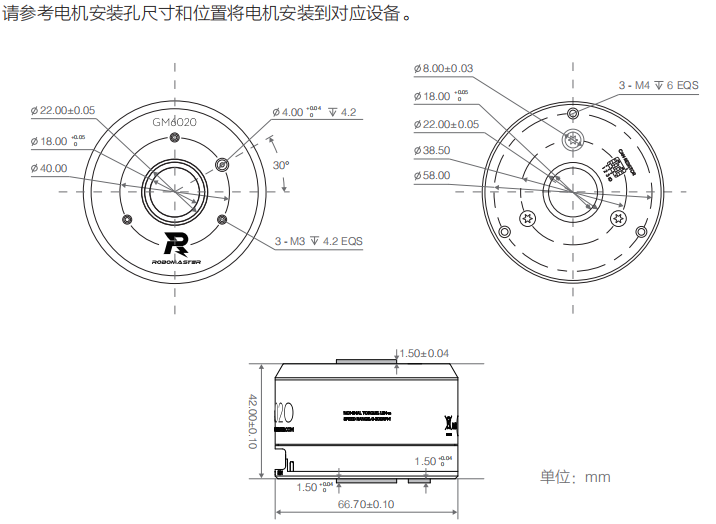 请参考电机安装孔尺寸和位置将电机安装到对应设备。
⌀22.00±0.05
⌀18.00 +0.05 0
⌀40.00
GM6020
⌀4.00 +0.04 0 ↧ 4.2
30°
3 - M3 ↧ 4.2 EQS
ROBOMASTER
⌀8.00±0.03
⌀18.00 +0.05 0
⌀22.00±0.05
⌀38.50
⌀58.00
3 - M4 ↧ 6 EQS
1.50±0.04
42.00±0.10
020
1.50 +0.04 0
1.50 +0.04 0
66.70±0.10
单位：mm